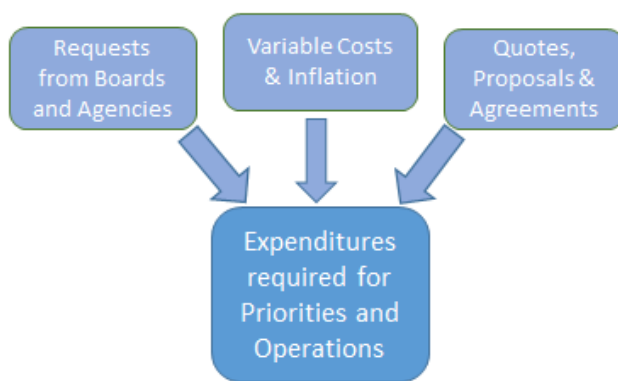 Requests
from Boards
and Agencies
Variable Costs
& Inflation
Quotes,
Proposals &
Agreements
Expenditures
required for
Priorities and
Operations